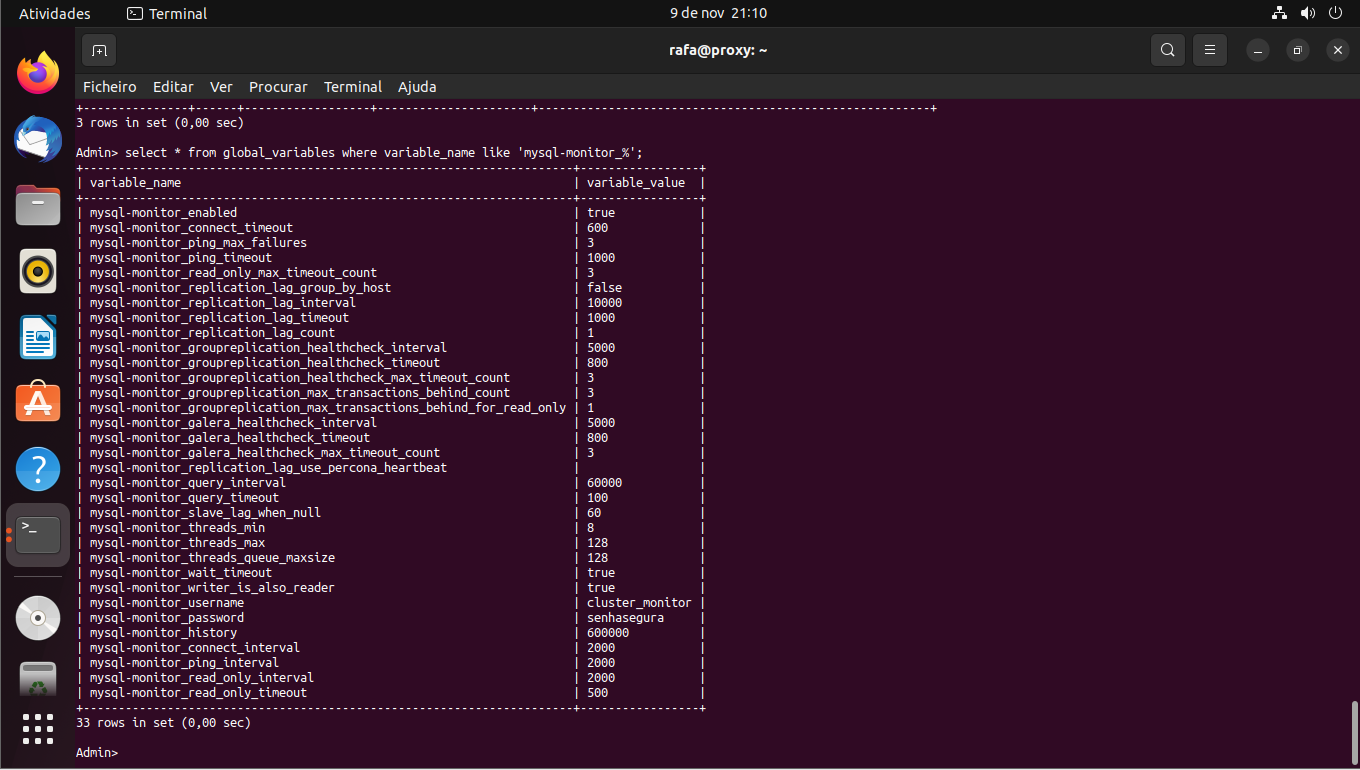 Atividades Terminal 9 de nov 21:10
rafa@proxy: ~
Ficheiro Editar Ver Procurar Terminal Ajuda
+--------------+------+------------------+----------------------+--------------------------------------------------------+
3 rows in set (0,00 sec)
Admin> select * from global_variables where variable_name like 'mysql-monitor_%';
+----------------------------------------------------------------------+----------------+
| variable_name | variable_value |
+----------------------------------------------------------------------+----------------+
| mysql-monitor_enabled | true |
| mysql-monitor_connect_timeout | 600 |
| mysql-monitor_ping_max_failures | 3 |
| mysql-monitor_ping_timeout | 1000 |
| mysql-monitor_read_only_max_timeout_count | 3 |
| mysql-monitor_replication_lag_group_by_host | false |
| mysql-monitor_replication_lag_interval | 10000 |
| mysql-monitor_replication_lag_timeout | 1000 |
| mysql-monitor_replication_lag_count | 1 |
| mysql-monitor_groupreplication_healthcheck_interval | 5000 |
| mysql-monitor_groupreplication_healthcheck_timeout | 800 |
| mysql-monitor_groupreplication_healthcheck_max_timeout_count | 3 |
| mysql-monitor_groupreplication_max_transactions_behind_count | 3 |
| mysql-monitor_groupreplication_max_transactions_behind_for_read_only | 1 |
| mysql-monitor_galera_healthcheck_interval | 5000 |
| mysql-monitor_galera_healthcheck_timeout | 800 |
| mysql-monitor_galera_healthcheck_max_timeout_count | 3 |
| mysql-monitor_replication_lag_use_percona_heartbeat | |
| mysql-monitor_query_interval | 60000 |
| mysql-monitor_query_timeout | 100 |
| mysql-monitor_slave_lag_when_null | 60 |
| mysql-monitor_threads_min | 8 |
| mysql-monitor_threads_max | 128 |
| mysql-monitor_threads_queue_maxsize | 128 |
| mysql-monitor_wait_timeout | true |
| mysql-monitor_writer_is_also_reader | true |
| mysql-monitor_username | cluster_monitor |
| mysql-monitor_password | senhasegura |
| mysql-monitor_history | 600000 |
| mysql-monitor_connect_interval | 2000 |
| mysql-monitor_ping_interval | 2000 |
| mysql-monitor_read_only_interval | 2000 |
| mysql-monitor_read_only_timeout | 500 |
+----------------------------------------------------------------------+----------------+
33 rows in set (0,00 sec)
Admin>